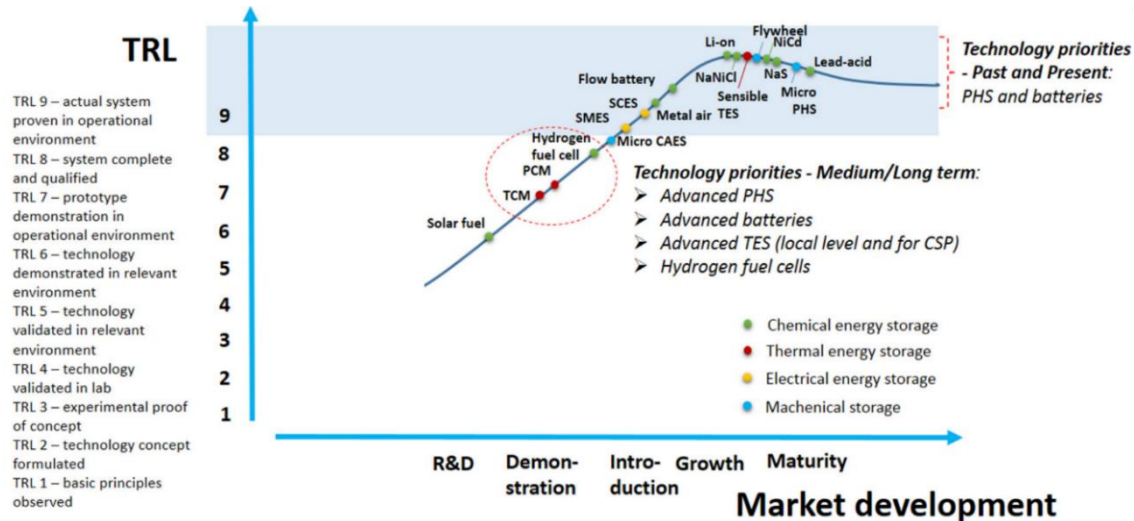 TRL
TRL 9 – actual system
proven in operational
environment
TRL 8 – system complete
and qualified
TRL 7 – prototype
demonstration in
operational environment
TRL 6 – technology
demonstrated in relevant
environment
TRL 5 – technology
validated in relevant
environment
TRL 4 – technology
validated in lab
TRL 3 – experimental proof
of concept
TRL 2 – technology concept
formulated
TRL 1 – basic principles
observed
9
8
7
6
5
4
3
2
1
Solar fuel
TCM
PCM
Hydrogen
fuel cell
Micro CAES
SMES
SCES
Metal air
Flow battery
Li-on
NaNiCl
Sensible
TES
Flywheel
NiCd
NaS
Micro
PHS
Lead-acid
Technology priorities
- Past and Present:
PHS and batteries
Technology priorities - Medium/Long term:
➢ Advanced PHS
➢ Advanced batteries
➢ Advanced TES (local level and for CSP)
➢ Hydrogen fuel cells
Chemical energy storage
Thermal energy storage
Electrical energy storage
Machenical storage
R&D
Demon-
stration
Intro-
duction
Growth
Maturity
Market development